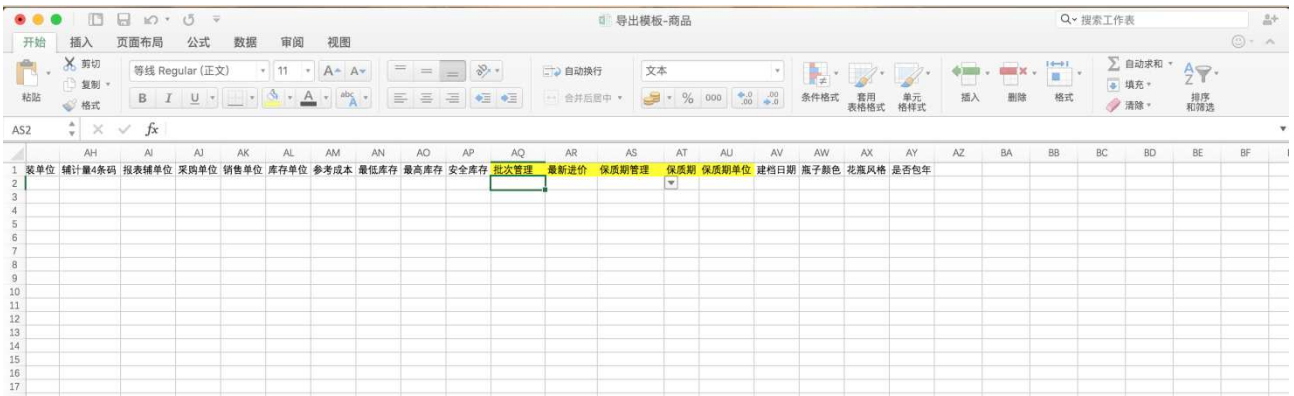 导出模板-商品
搜索工作表
开始 插入 页面布局 公式 数据 审阅 视图
粘贴 剪切 复制 格式
等线 Regular (正文) 11 A A
B I U A abc A
自动换行
合并后居中
文本
% 000 .0 .00 .00 .0
条件格式 套用表格格式 单元格样式
插入 删除 格式
自动求和
填充
清除
排序和筛选
AS2 fx
AH AI AJ AK AL AM AN AO AP AQ AR AS AT AU AV AW AX AY AZ BA BB BC BD BE BF
1 装单位 辅计量4条码 报表辅单位 采购单位 销售单位 库存单位 参考成本 最低库存 最高库存 安全库存 批次管理 最新进价 保质期管理 保质期 保质期单位 建档日期 瓶子颜色 花瓶风格 是否包年
2
3
4
5
6
7
8
9
10
11
12
13
14
15
16
17